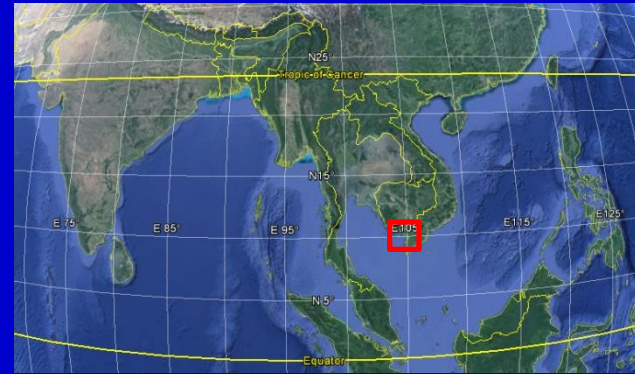 N25°
Tropic of Cancer
N15°
E 75°
E 85°
E 95°
E105°
E115°
E125°
N 5°
Equator